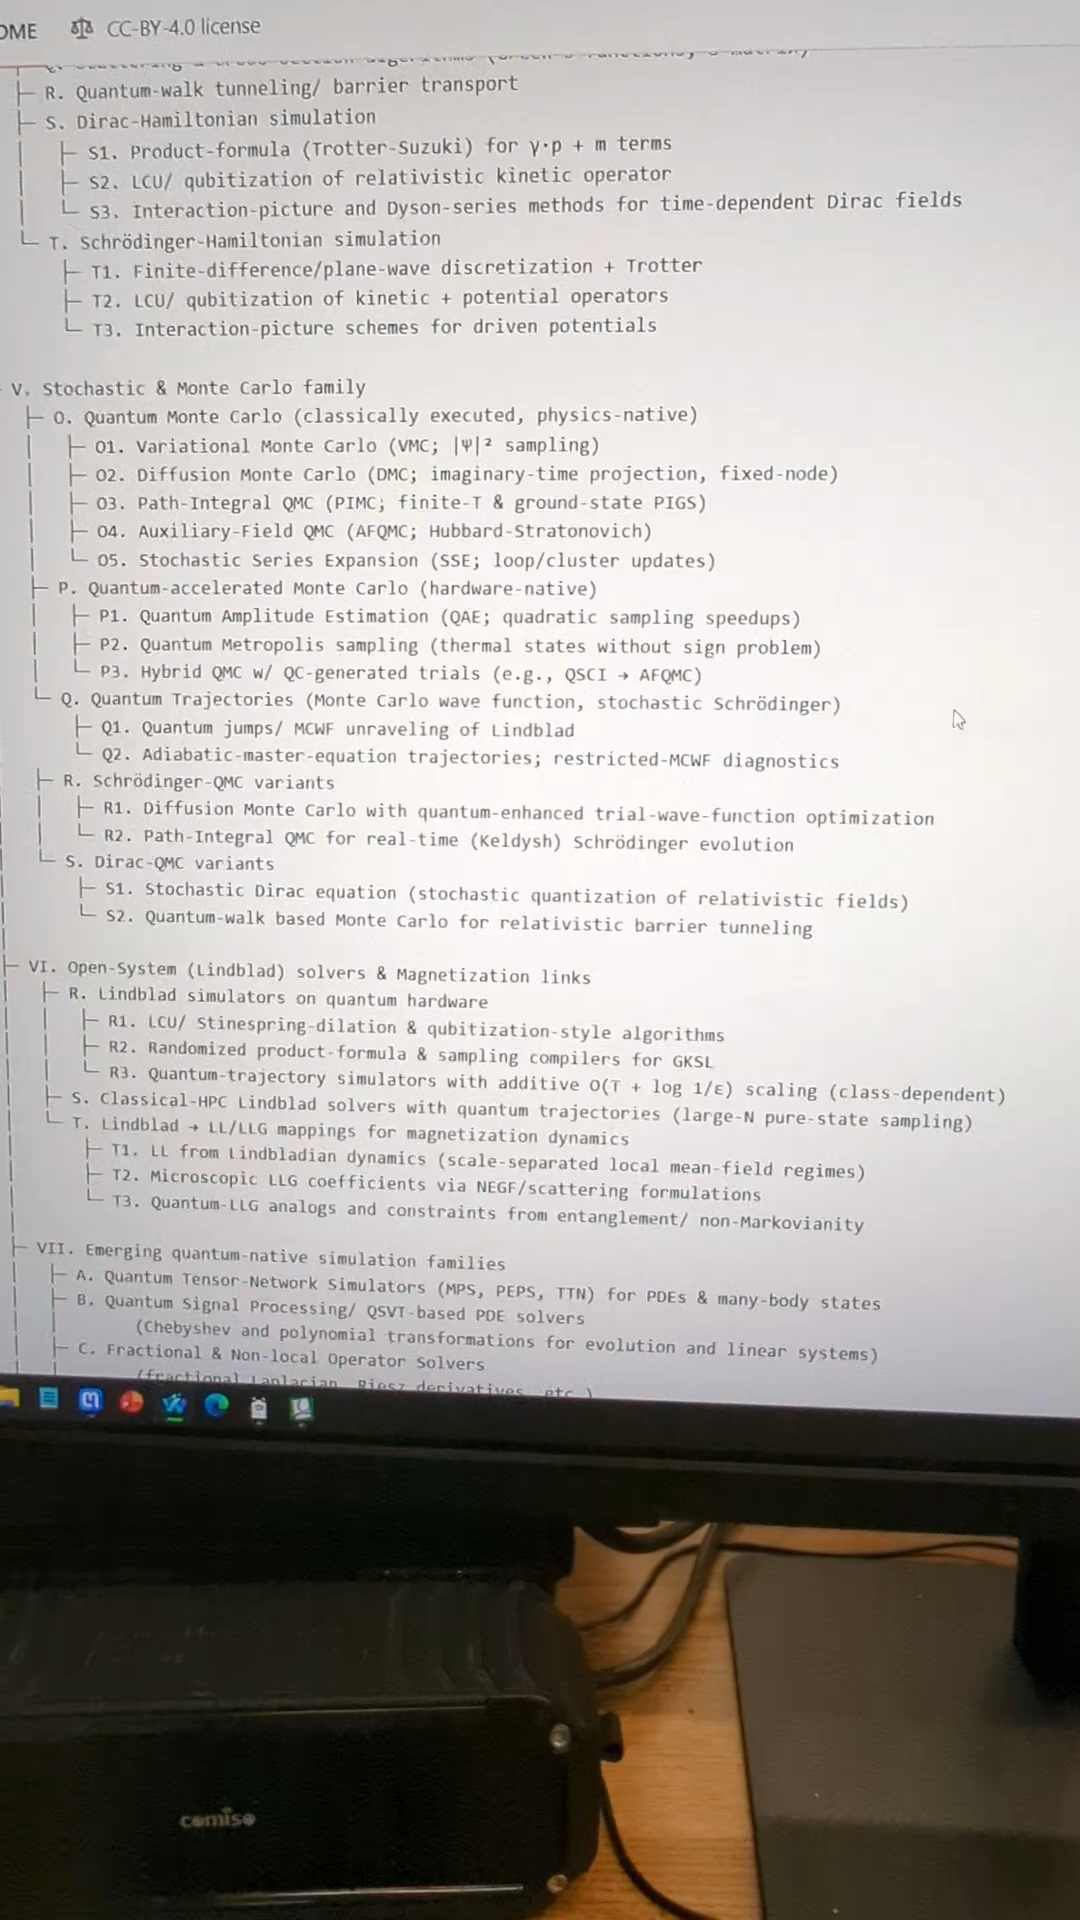 OME CC-BY-4.0 license
├─ R. Quantum-walk tunneling/ barrier transport
├─ S. Dirac-Hamiltonian simulation
│ ├─ S1. Product-formula (Trotter-Suzuki) for γ·p + m terms
│ ├─ S2. LCU/ qubitization of relativistic kinetic operator
│ └─ S3. Interaction-picture and Dyson-series methods for time-dependent Dirac fields
└─ T. Schrödinger-Hamiltonian simulation
├─ T1. Finite-difference/plane-wave discretization + Trotter
├─ T2. LCU/ qubitization of kinetic + potential operators
└─ T3. Interaction-picture schemes for driven potentials
V. Stochastic & Monte Carlo family
├─ O. Quantum Monte Carlo (classically executed, physics-native)
│ ├─ O1. Variational Monte Carlo (VMC; |Ψ|² sampling)
│ ├─ O2. Diffusion Monte Carlo (DMC; imaginary-time projection, fixed-node)
│ ├─ O3. Path-Integral QMC (PIMC; finite-T & ground-state PIGS)
│ ├─ O4. Auxiliary-Field QMC (AFQMC; Hubbard-Stratonovich)
│ └─ O5. Stochastic Series Expansion (SSE; loop/cluster updates)
├─ P. Quantum-accelerated Monte Carlo (hardware-native)
│ ├─ P1. Quantum Amplitude Estimation (QAE; quadratic sampling speedups)
│ ├─ P2. Quantum Metropolis sampling (thermal states without sign problem)
│ └─ P3. Hybrid QMC w/ QC-generated trials (e.g., QSCI → AFQMC)
└─ Q. Quantum Trajectories (Monte Carlo wave function, stochastic Schrödinger)
├─ Q1. Quantum jumps/ MCWF unraveling of Lindblad
└─ Q2. Adiabatic-master-equation trajectories; restricted-MCWF diagnostics
├─ R. Schrödinger-QMC variants
│ ├─ R1. Diffusion Monte Carlo with quantum-enhanced trial-wave-function optimization
│ └─ R2. Path-Integral QMC for real-time (Keldysh) Schrödinger evolution
└─ S. Dirac-QMC variants
├─ S1. Stochastic Dirac equation (stochastic quantization of relativistic fields)
└─ S2. Quantum-walk based Monte Carlo for relativistic barrier tunneling
├─ VI. Open-System (Lindblad) solvers & Magnetization links
│ ├─ R. Lindblad simulators on quantum hardware
│ │ ├─ R1. LCU/ Stinespring-dilation & qubitization-style algorithms
│ │ ├─ R2. Randomized product-formula & sampling compilers for GKSL
│ │ └─ R3. Quantum-trajectory simulators with additive O(T + log 1/ε) scaling (class-dependent)
│ ├─ S. Classical-HPC Lindblad solvers with quantum trajectories (large-N pure-state sampling)
│ └─ T. Lindblad → LL/LLG mappings for magnetization dynamics
│ ├─ T1. LL from Lindbladian dynamics (scale-separated local mean-field regimes)
│ ├─ T2. Microscopic LLG coefficients via NEGF/scattering formulations
│ └─ T3. Quantum-LLG analogs and constraints from entanglement/ non-Markovianity
├─ VII. Emerging quantum-native simulation families
│ ├─ A. Quantum Tensor-Network Simulators (MPS, PEPS, TTN) for PDEs & many-body states
│ ├─ B. Quantum Signal Processing/ QSVT-based PDE solvers
│ │ (Chebyshev and polynomial transformations for evolution and linear systems)
│ ├─ C. Fractional & Non-local Operator Solvers
│ │ (fractional Laplacian, Riesz derivatives, etc.)
comiso